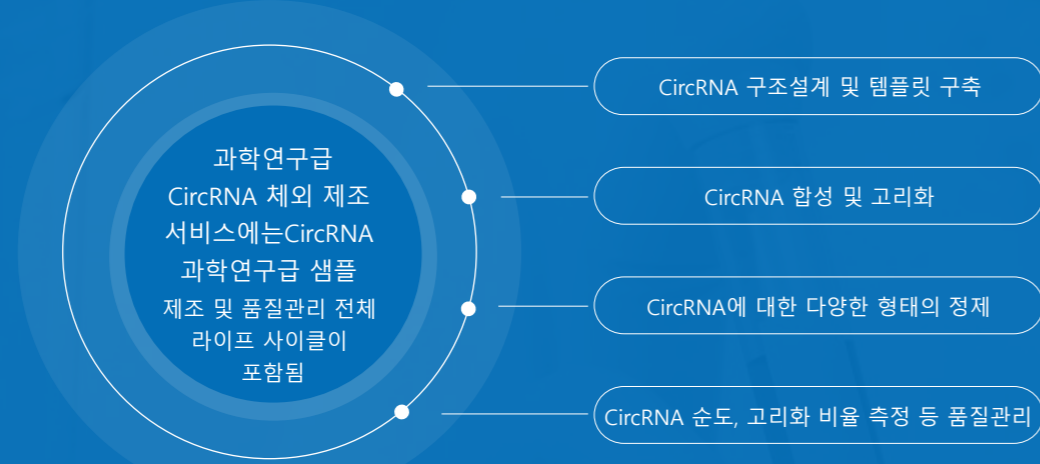 과학연구급
CircRNA 체외 제조
서비스에는CircRNA
과학연구급 샘플
제조 및 품질관리 전체
라이프 사이클이
포함됨
CircRNA 구조설계 및 템플릿 구축
CircRNA 합성 및 고리화
CircRNA에 대한 다양한 형태의 정제
CircRNA 순도, 고리화 비율 측정 등 품질관리